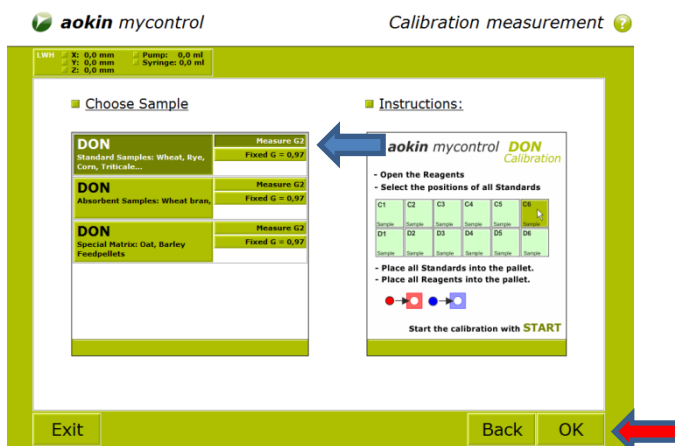 aokin mycontrol
Calibration measurement ?
LWH X: 0,0 mm Pump: 0,0 ml
Y: 0,0 mm Syringe: 0,0 ml
Z: 0,0 mm
Choose Sample
DON
Standard Samples: Wheat, Rye,
Corn, Triticale...
Measure G2
Fixed G = 0,97
DON
Absorbent Samples: Wheat bran,
Measure G2
Fixed G = 0,97
DON
Special Matrix: Oat, Barley
Feedpellets
Measure G2
Fixed G = 0,97
Instructions:
aokin mycontrol DON
Calibration
- Open the Reagents
- Select the positions of all Standards
C1 C2 C3 C4 C5 C6
Sample Sample Sample Sample Sample Sample
D1 D2 D3 D4 D5 D6
Sample Sample Sample Sample Sample Sample
- Place all Standards into the pallet.
- Place all Reagents into the pallet.
Start the calibration with START
Exit
Back
OK